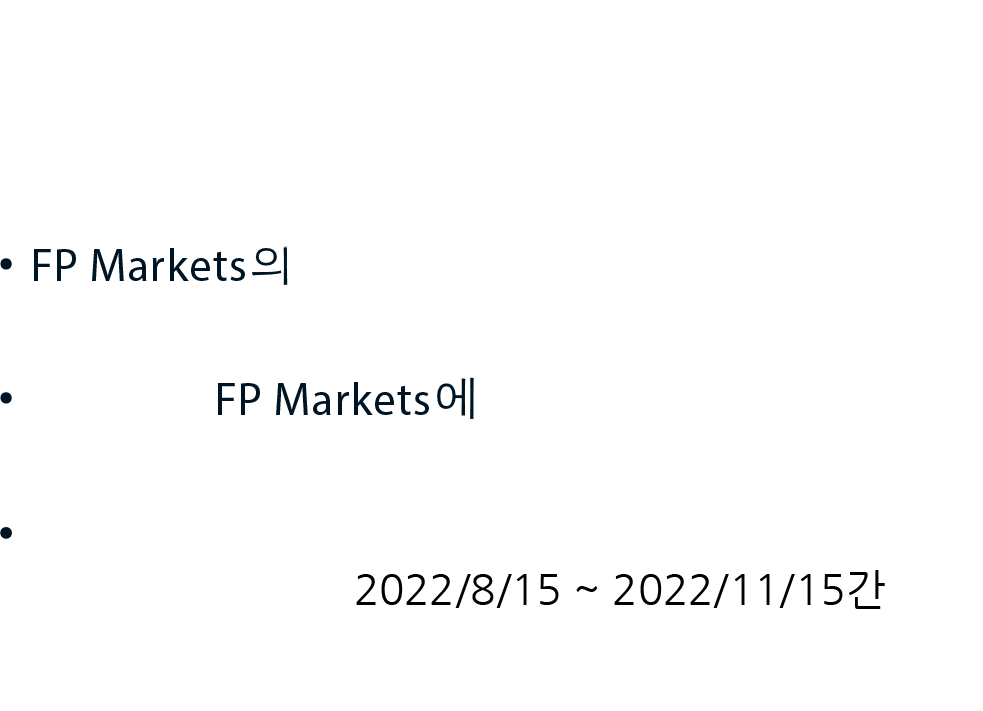 • FP Markets의
• FP Markets에
•
2022/8/15 ~ 2022/11/15간